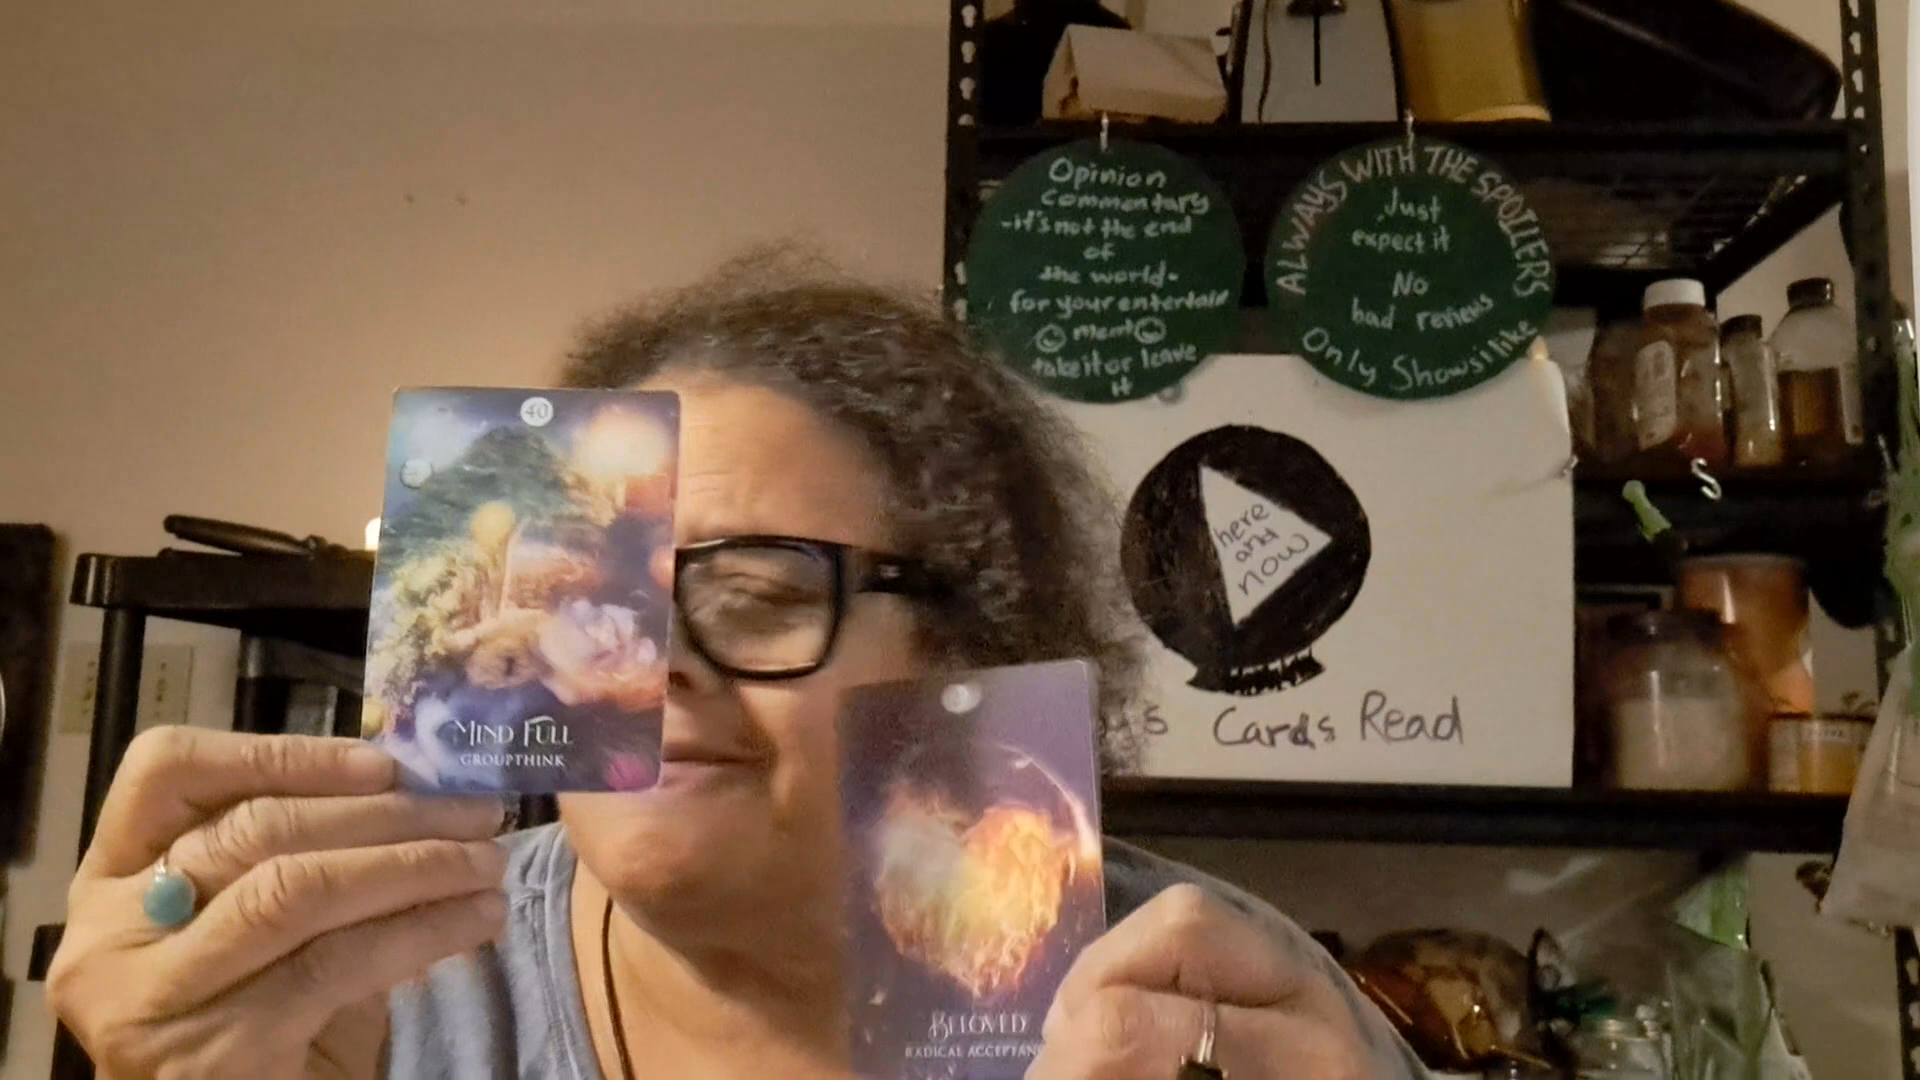 Opinion
Commentary
-it's not the end
of
the world.
for your entertain
ment
take it or leave
it
ALWAYS WITH THE SPOILERS
Just
expect it
No
bad reviews
Only Shows i like
here
and
now
Cards Read
40
MIND FULL
GROUPTHINK
BELOVED
RADICAL ACCEPTAN